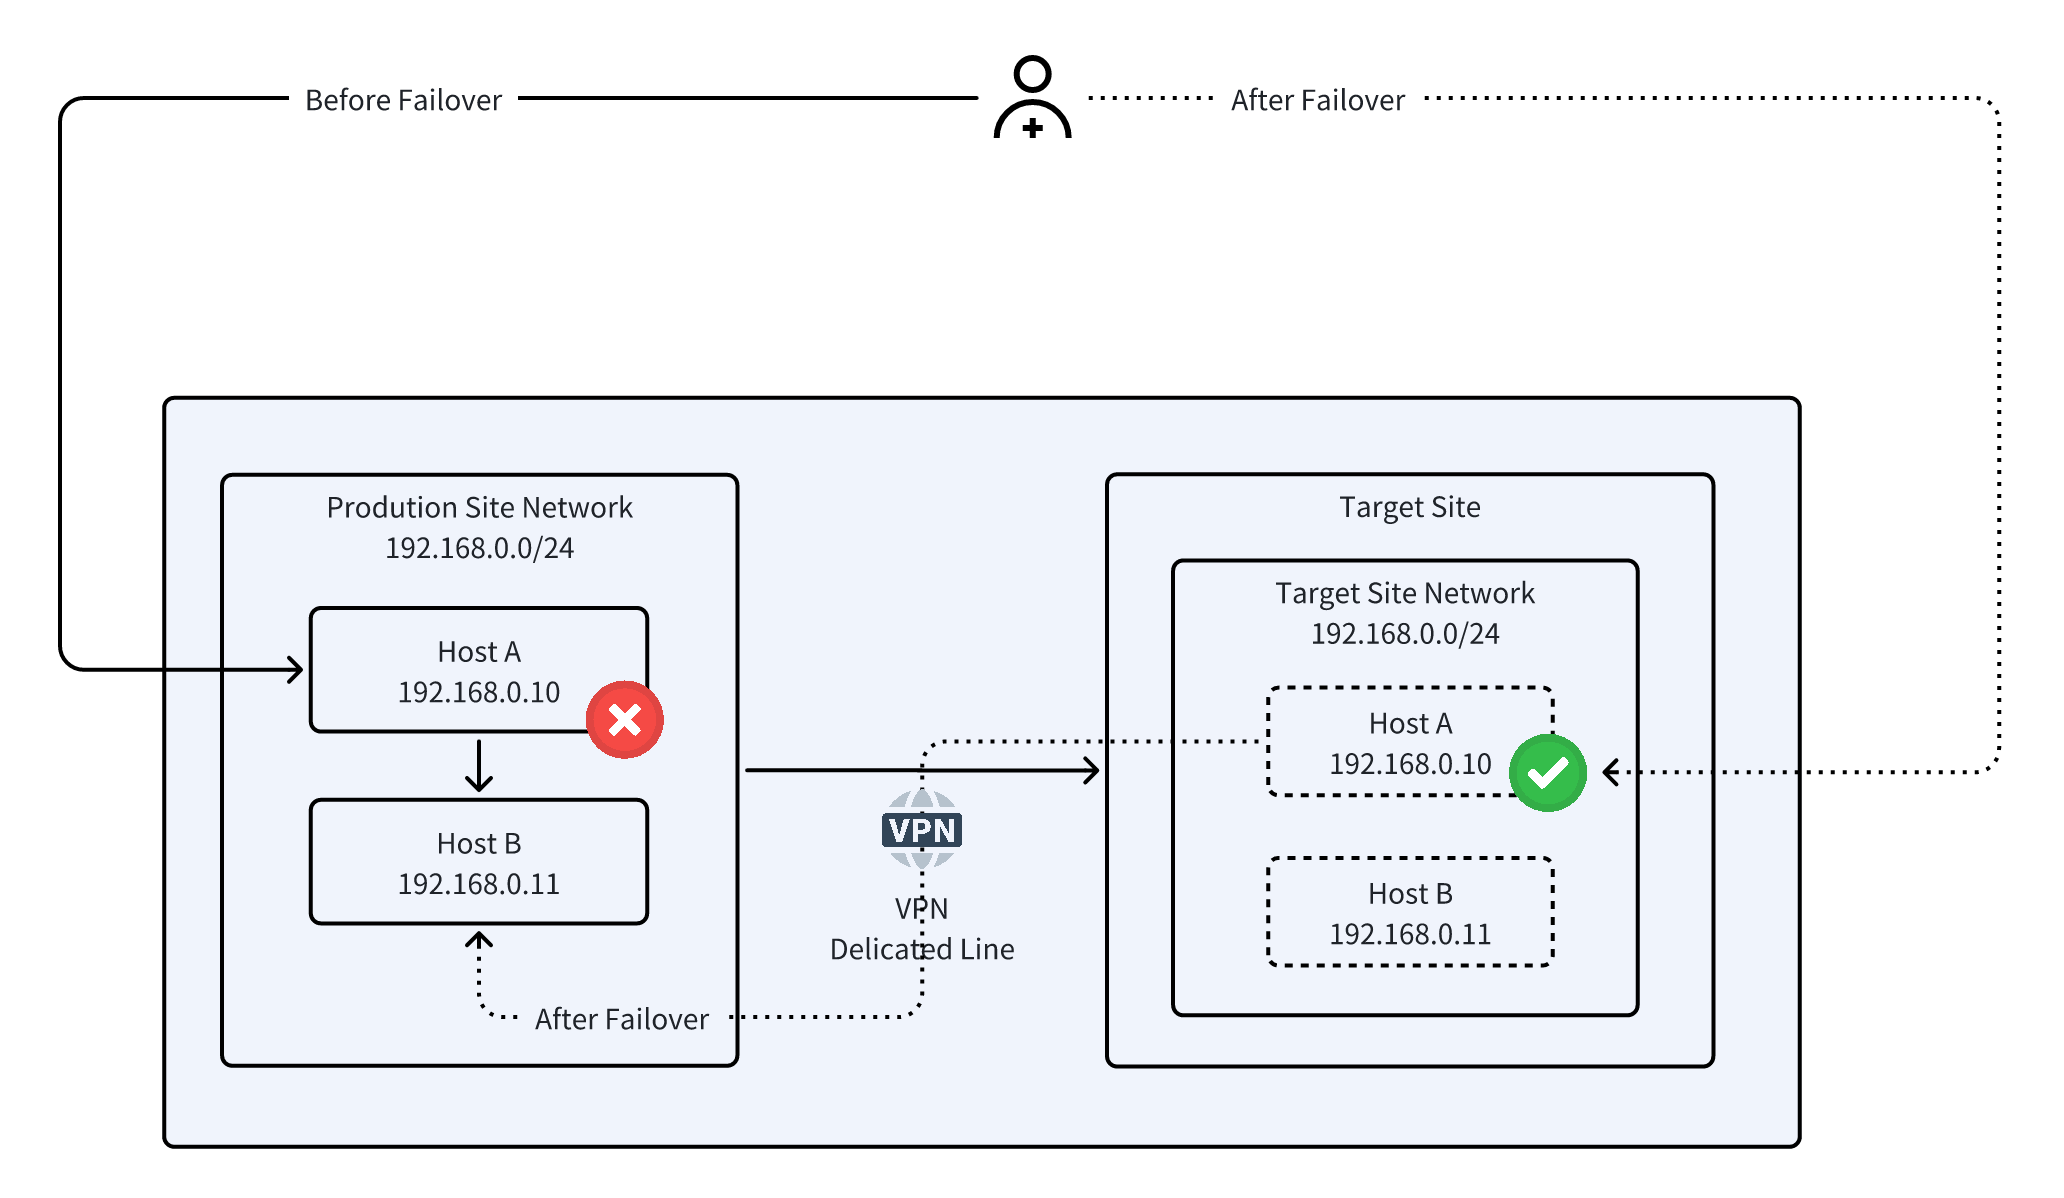 Before Failover
After Failover
Prodution Site Network
192.168.0.0/24
Host A
192.168.0.10
Host B
192.168.0.11
After Failover
VPN
VPN
Delicated Line
Target Site
Target Site Network
192.168.0.0/24
Host A
192.168.0.10
Host B
192.168.0.11